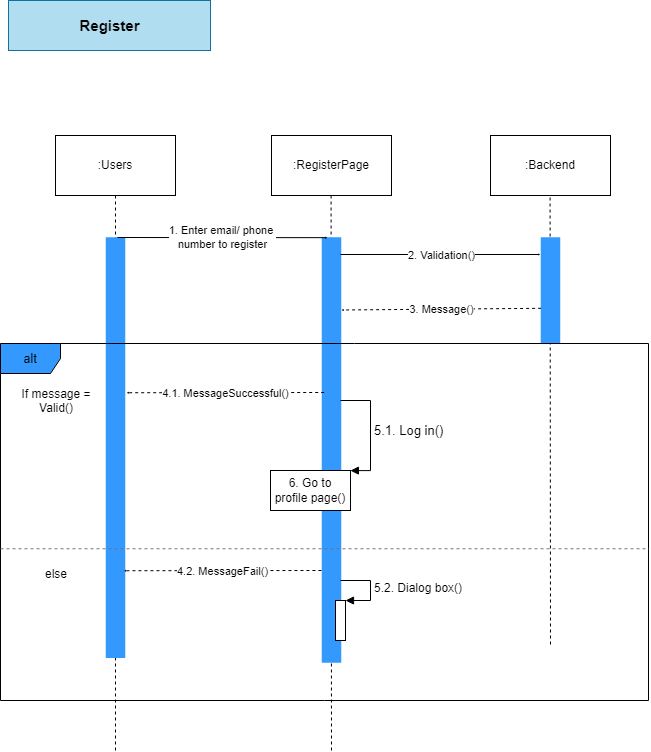 Register
:Users
:RegisterPage
:Backend
1. Enter email/ phone
number to register
2. Validation()
3. Message()
alt
If message =
Valid()
4.1. MessageSuccessful()
5.1. Log in()
6. Go to
profile page()
else
4.2. MessageFail()
5.2. Dialog box()